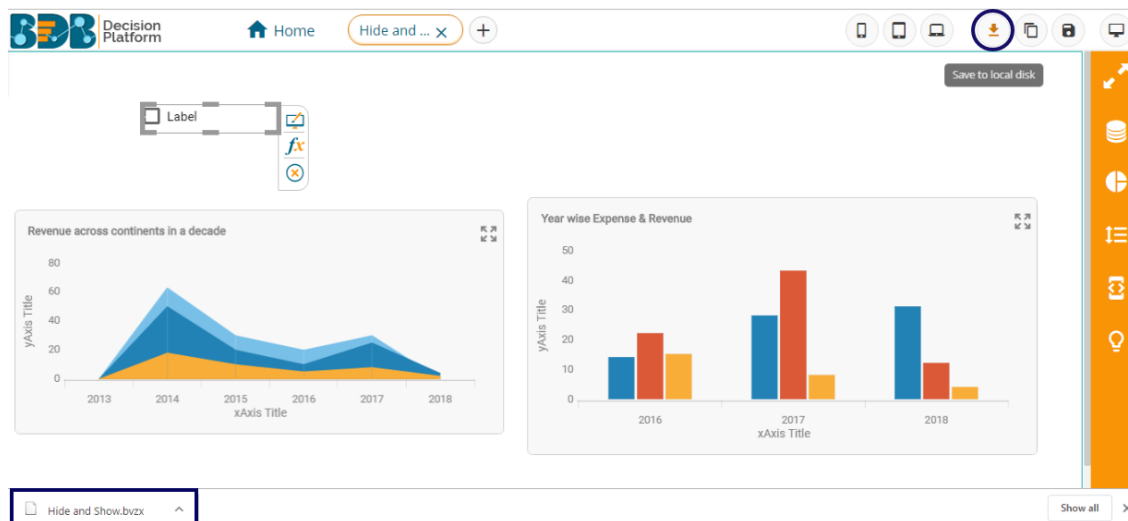 BDB Decision Platform
Home
Hide and ...
Save to local disk
Label
fx
Revenue across continents in a decade
80
60
40
20
0
yAxis Title
2013 2014 2015 2016 2017 2018
xAxis Title
Year wise Expense & Revenue
50
40
30
20
10
0
yAxis Title
2016 2017 2018
xAxis Title
Hide and Show.bvzx
Show all